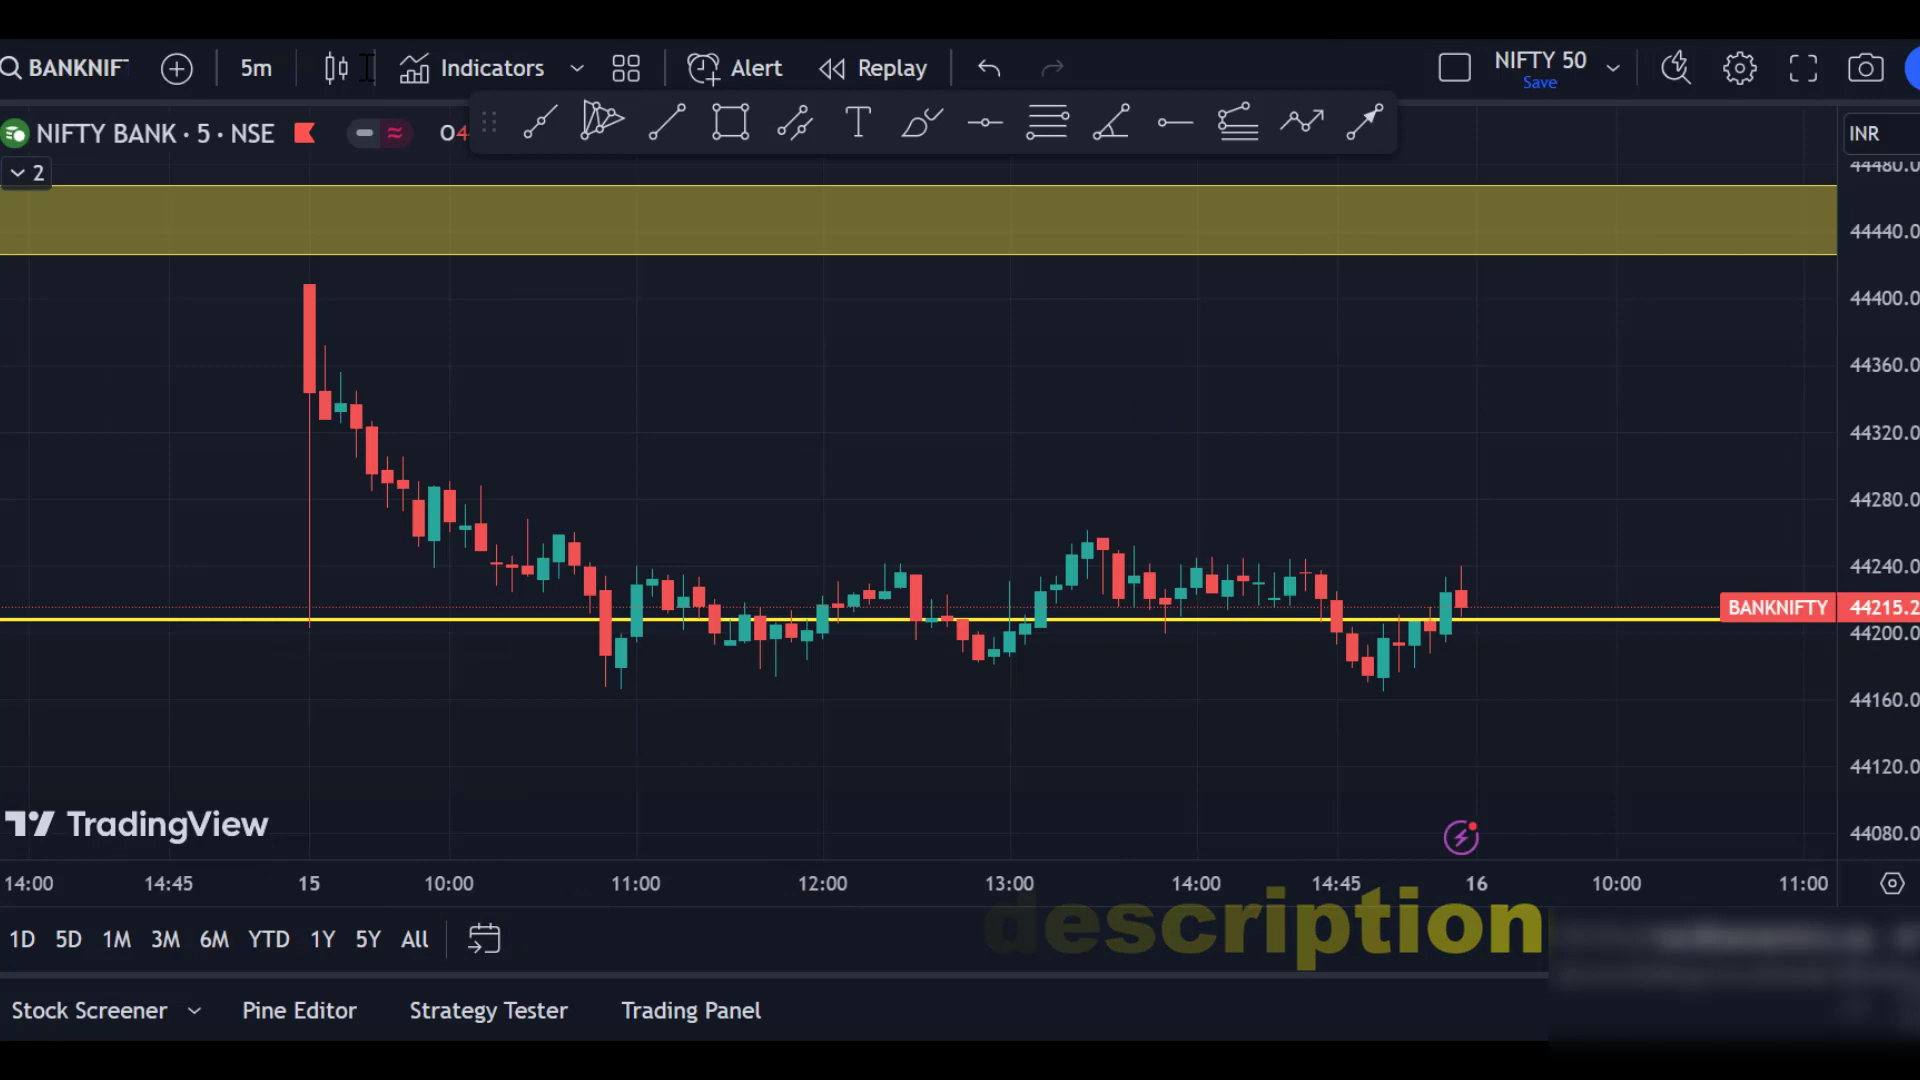 BANKNIF
5m
Indicators
Alert
Replay
NIFTY 50
Save
NIFTY BANK · 5 · NSE
O4
INR
2
44480.0
44440.0
44400.0
44360.0
44320.0
44280.0
44240.0
BANKNIFTY 44215.2
44200.0
44160.0
44120.0
44080.0
TradingView
14:00 14:45 15 10:00 11:00 12:00 13:00 14:00 14:45 16 10:00 11:00
description
1D 5D 1M 3M 6M YTD 1Y 5Y All
Stock Screener Pine Editor Strategy Tester Trading Panel